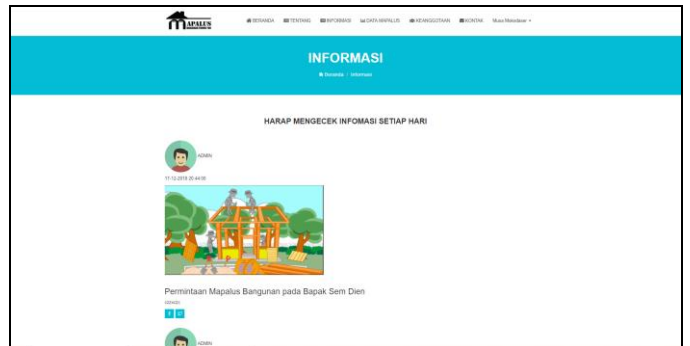 MAPALUS
BERANDA TENTANG INFORMASI DATA MAPALUS KEANGGOTAAN KONTAK
INFORMASI
Beranda / Informasi
HARAP MENGECEK INFOMASI SETIAP HARI
ADMIN
Permintaan Mapalus Bangunan pada Bapak Sem Dien
ADMIN